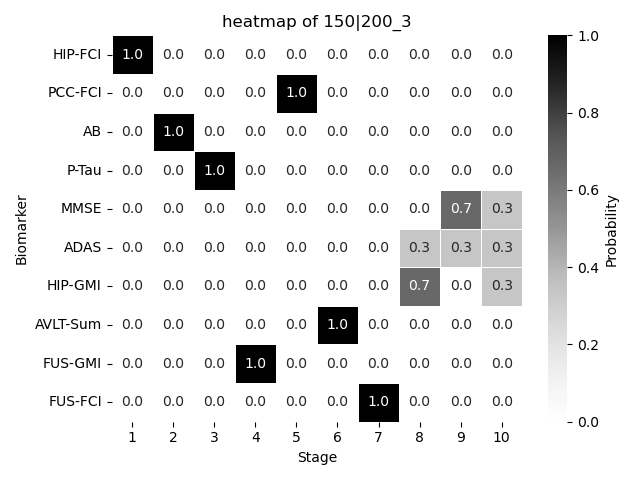 heatmap of 150|200_3
HIP-FCI 1.0 0.0 0.0 0.0 0.0 0.0 0.0 0.0 0.0 0.0
PCC-FCI 0.0 0.0 0.0 0.0 1.0 0.0 0.0 0.0 0.0 0.0
AB 0.0 1.0 0.0 0.0 0.0 0.0 0.0 0.0 0.0 0.0
P-Tau 0.0 0.0 1.0 0.0 0.0 0.0 0.0 0.0 0.0 0.0
MMSE 0.0 0.0 0.0 0.0 0.0 0.0 0.0 0.0 0.7 0.3
ADAS 0.0 0.0 0.0 0.0 0.0 0.0 0.0 0.3 0.3 0.3
HIP-GMI 0.0 0.0 0.0 0.0 0.0 0.0 0.0 0.7 0.0 0.3
AVLT-Sum 0.0 0.0 0.0 0.0 0.0 1.0 0.0 0.0 0.0 0.0
FUS-GMI 0.0 0.0 0.0 1.0 0.0 0.0 0.0 0.0 0.0 0.0
FUS-FCI 0.0 0.0 0.0 0.0 0.0 0.0 1.0 0.0 0.0 0.0
1 2 3 4 5 6 7 8 9 10
Stage
Biomarker
1.0
0.8
0.6
0.4
0.2
0.0
Probability